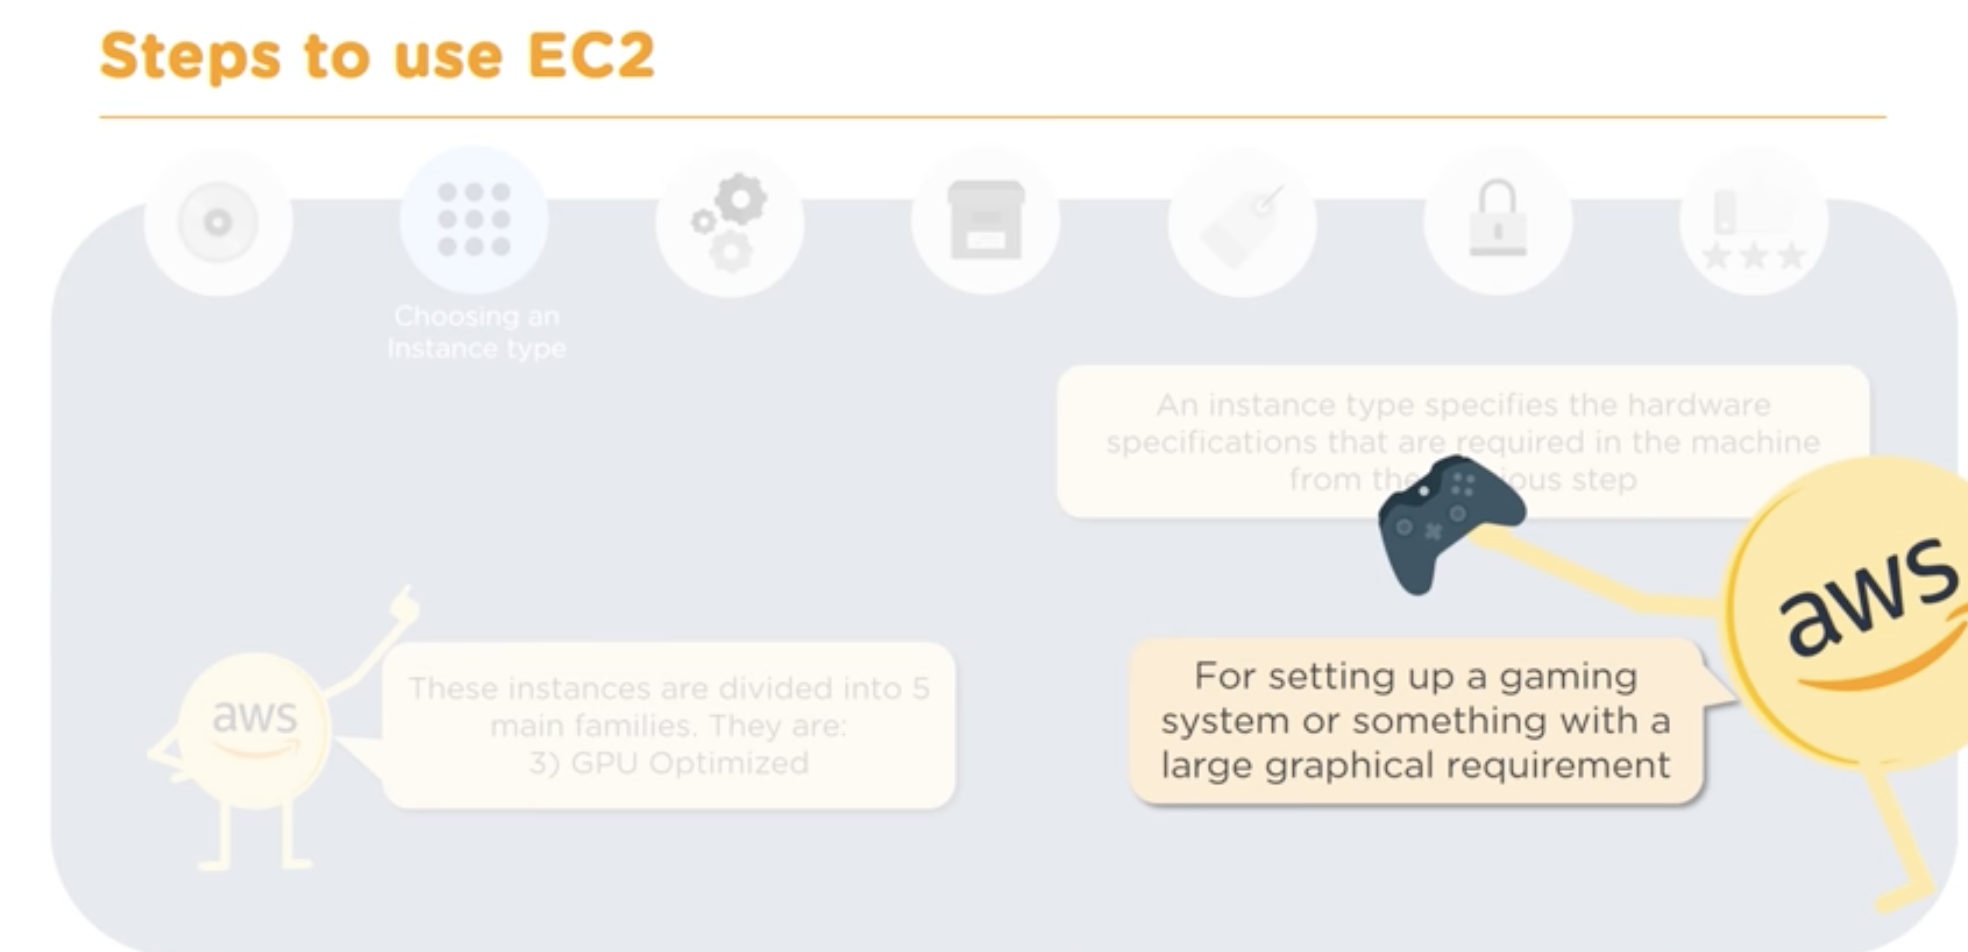 Steps to use EC2
Choosing an
Instance type
An instance type specifies the hardware
specifications that are required in the machine
from the ious step
These instances are divided into 5
main families. They are:
3) GPU Optimized
aws
For setting up a gaming
system or something with a
large graphical requirement
aws